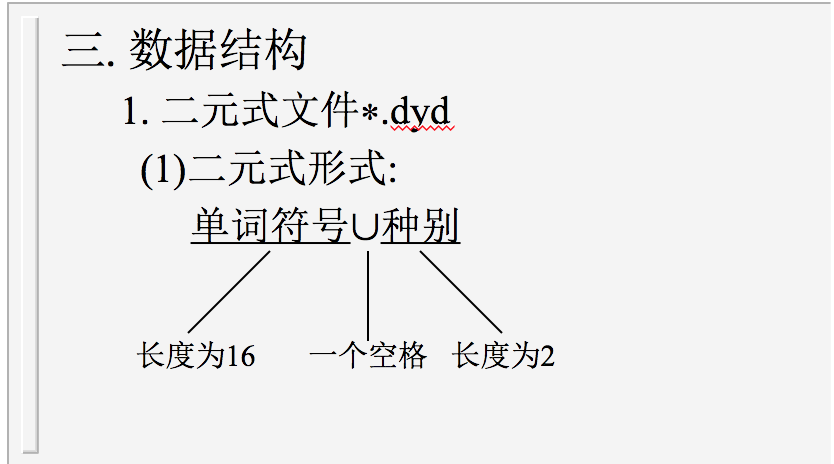 三. 数据结构
1. 二元式文件*.dyd
(1)二元式形式:
单词符号∪种别
长度为16 一个空格 长度为2